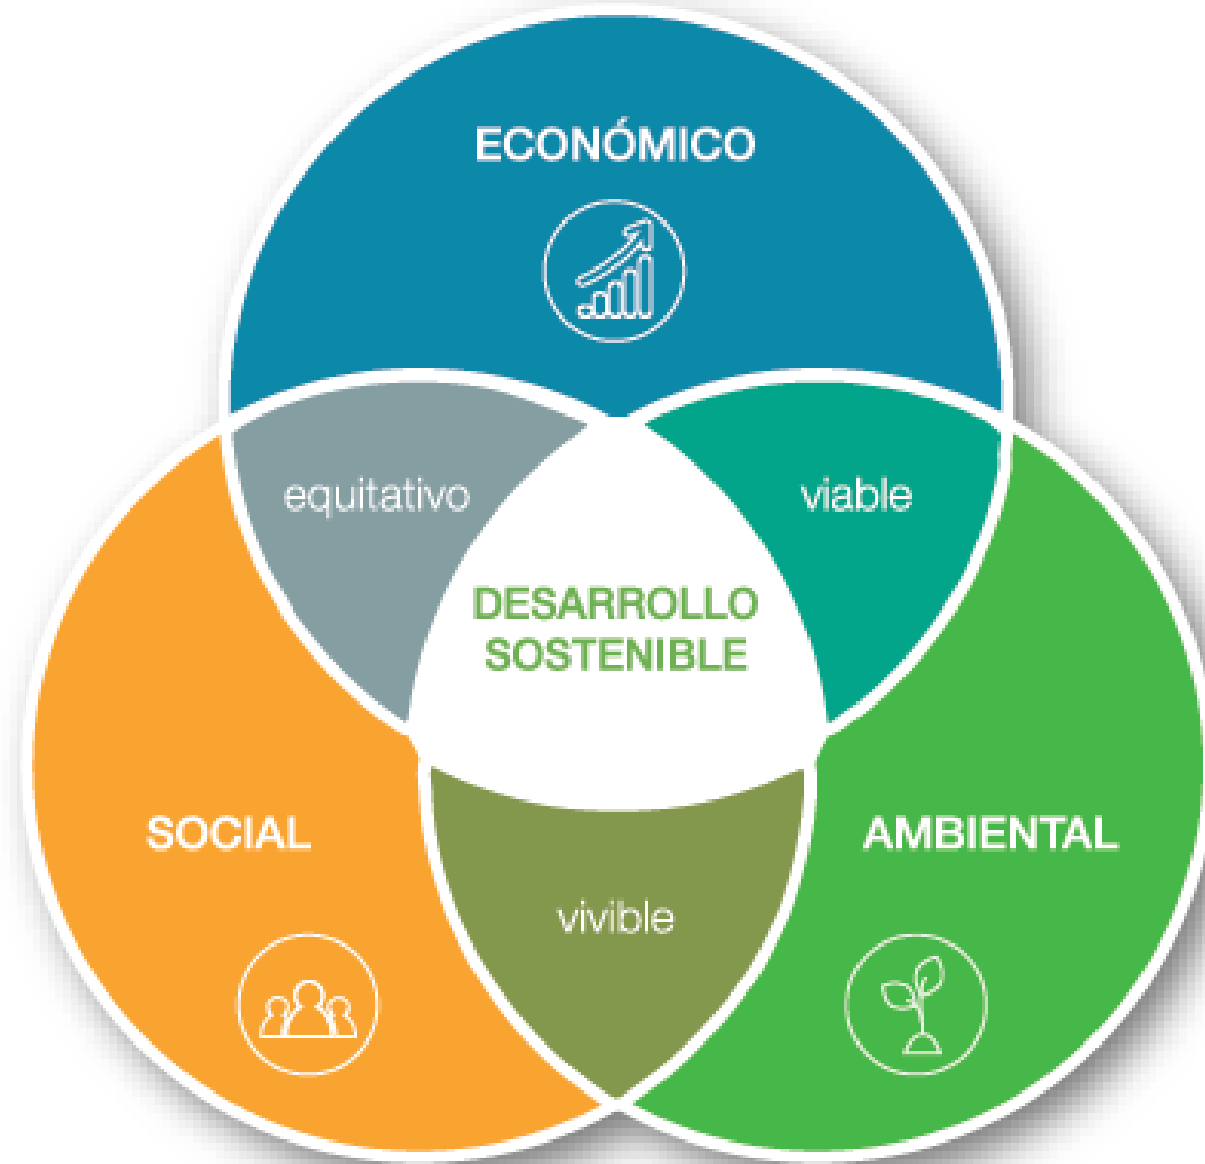 ECONÓMICO
equitativo
viable
DESARROLLO
SOSTENIBLE
SOCIAL
AMBIENTAL
vivible